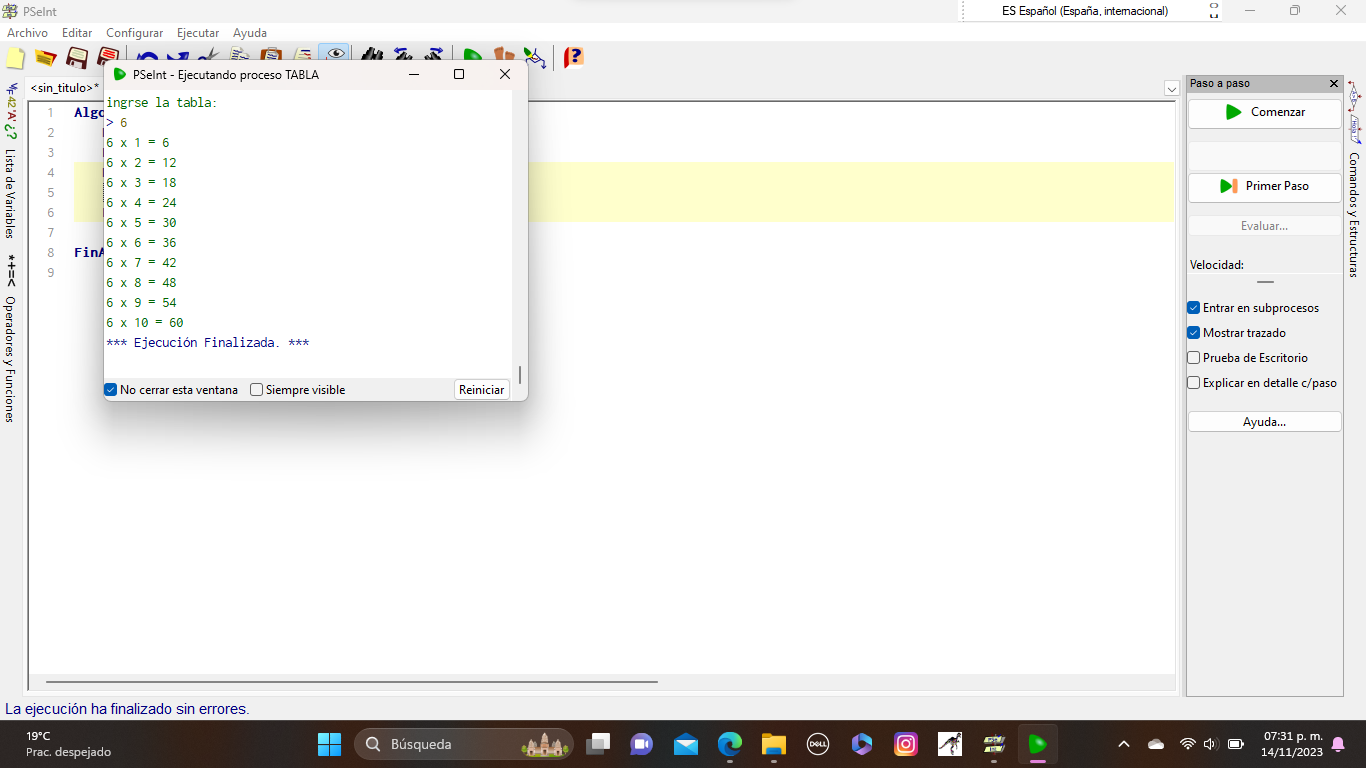 PSeInt
ES Español (España, internacional)
Archivo Editar Configurar Ejecutar Ayuda
PSeInt - Ejecutando proceso TABLA
<sin_titulo>*
Paso a paso
ingrse la tabla:
> 6
6 x 1 = 6
6 x 2 = 12
6 x 3 = 18
6 x 4 = 24
6 x 5 = 30
6 x 6 = 36
6 x 7 = 42
6 x 8 = 48
6 x 9 = 54
6 x 10 = 60
*** Ejecución Finalizada. ***
No cerrar esta ventana Siempre visible Reiniciar
1 Algo
2
3
4
5
6
7
8 FinA
9
Lista de Variables
*+=< Operadores y Funciones
Comenzar
Primer Paso
Evaluar...
Velocidad:
Entrar en subprocesos
Mostrar trazado
Prueba de Escritorio
Explicar en detalle c/paso
Ayuda...
Comandos y Estructuras
La ejecución ha finalizado sin errores.
19°C
Prac. despejado
Búsqueda
DELL
07:31 p. m.
14/11/2023